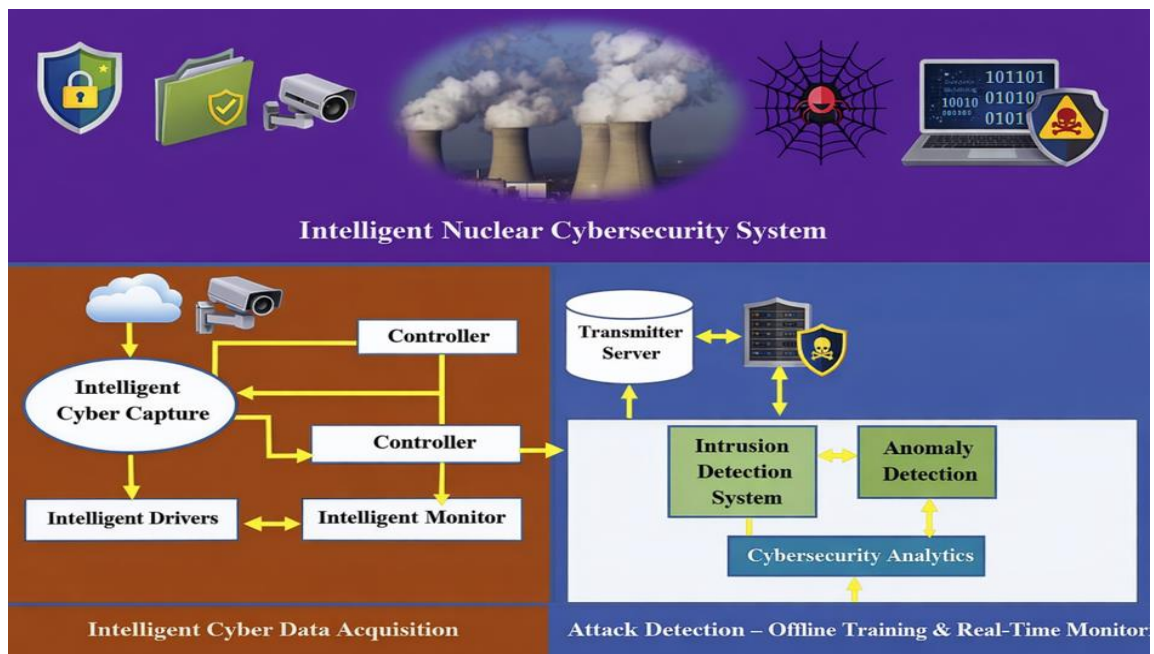 101101
10010
01010
01010
Intelligent Nuclear Cybersecurity System
Controller
Intelligent
Cyber Capture
Controller
Intelligent Drivers
Intelligent Monitor
Intelligent Cyber Data Acquisition
Transmitter
Server
Intrusion
Detection
System
Anomaly
Detection
Cybersecurity Analytics
Attack Detection – Offline Training & Real-Time Monitor